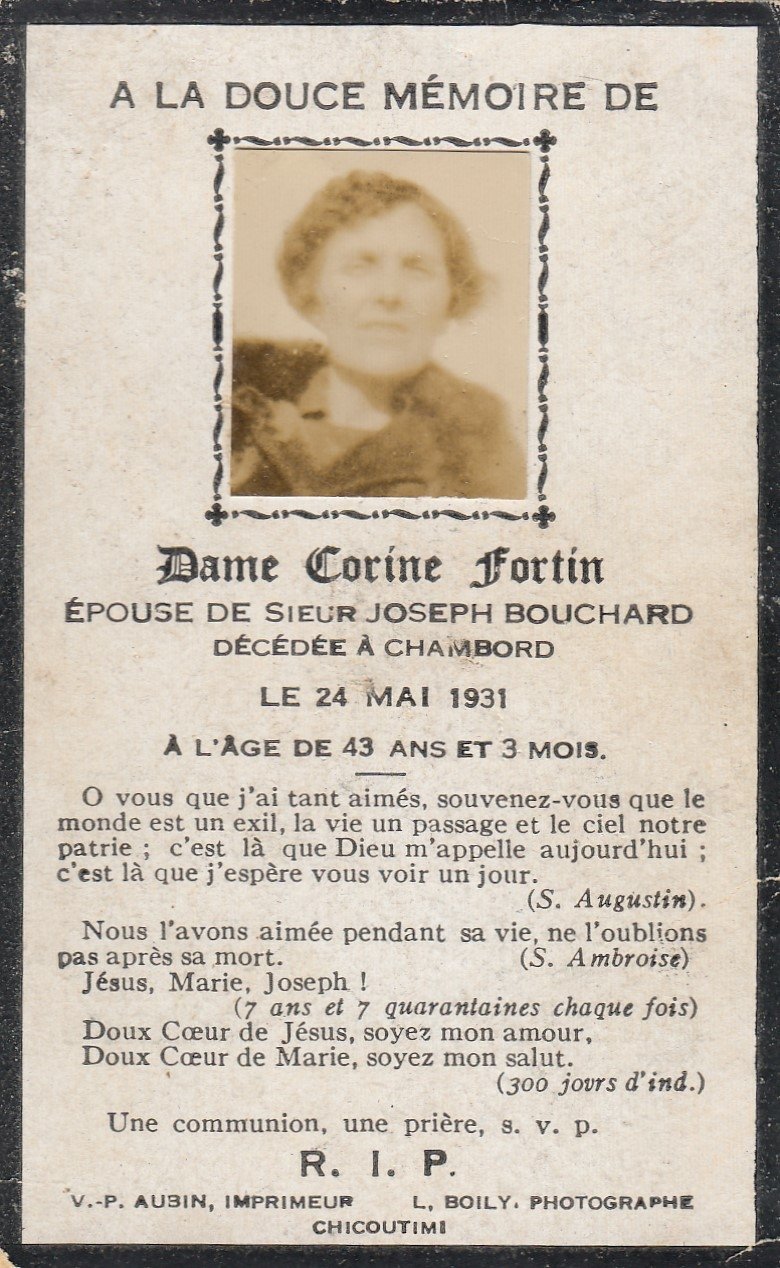 A LA DOUCE MÉMOIRE DE
Dame Corine Fortin
ÉPOUSE DE SIEUR JOSEPH BOUCHARD
DÉCÉDÉE À CHAMBORD
LE 24 MAI 1931
À L'ÂGE DE 43 ANS ET 3 MOIS.
O vous que j'ai tant aimés, souvenez-vous que le
monde est un exil, la vie un passage et le ciel notre
patrie ; c'est là que Dieu m'appelle aujourd'hui ;
c'est là que j'espère vous voir un jour.
(S. Augustin).
Nous l'avons aimée pendant sa vie, ne l'oublions
pas après sa mort. (S. Ambroise)
Jésus, Marie, Joseph !
(7 ans et 7 quarantaines chaque fois)
Doux Cœur de Jésus, soyez mon amour,
Doux Cœur de Marie, soyez mon salut.
(300 jours d'ind.)
Une communion, une prière, s. v. p.
R. I. P.
V.-P. AUBIN, IMPRIMEUR L, BOILY. PHOTOGRAPHE
CHICOUTIMI